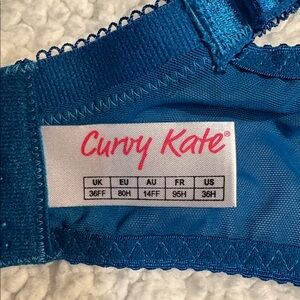 Curvy Kate®
UK EU AU FR US
36FF 80H 14FF 95H 36H